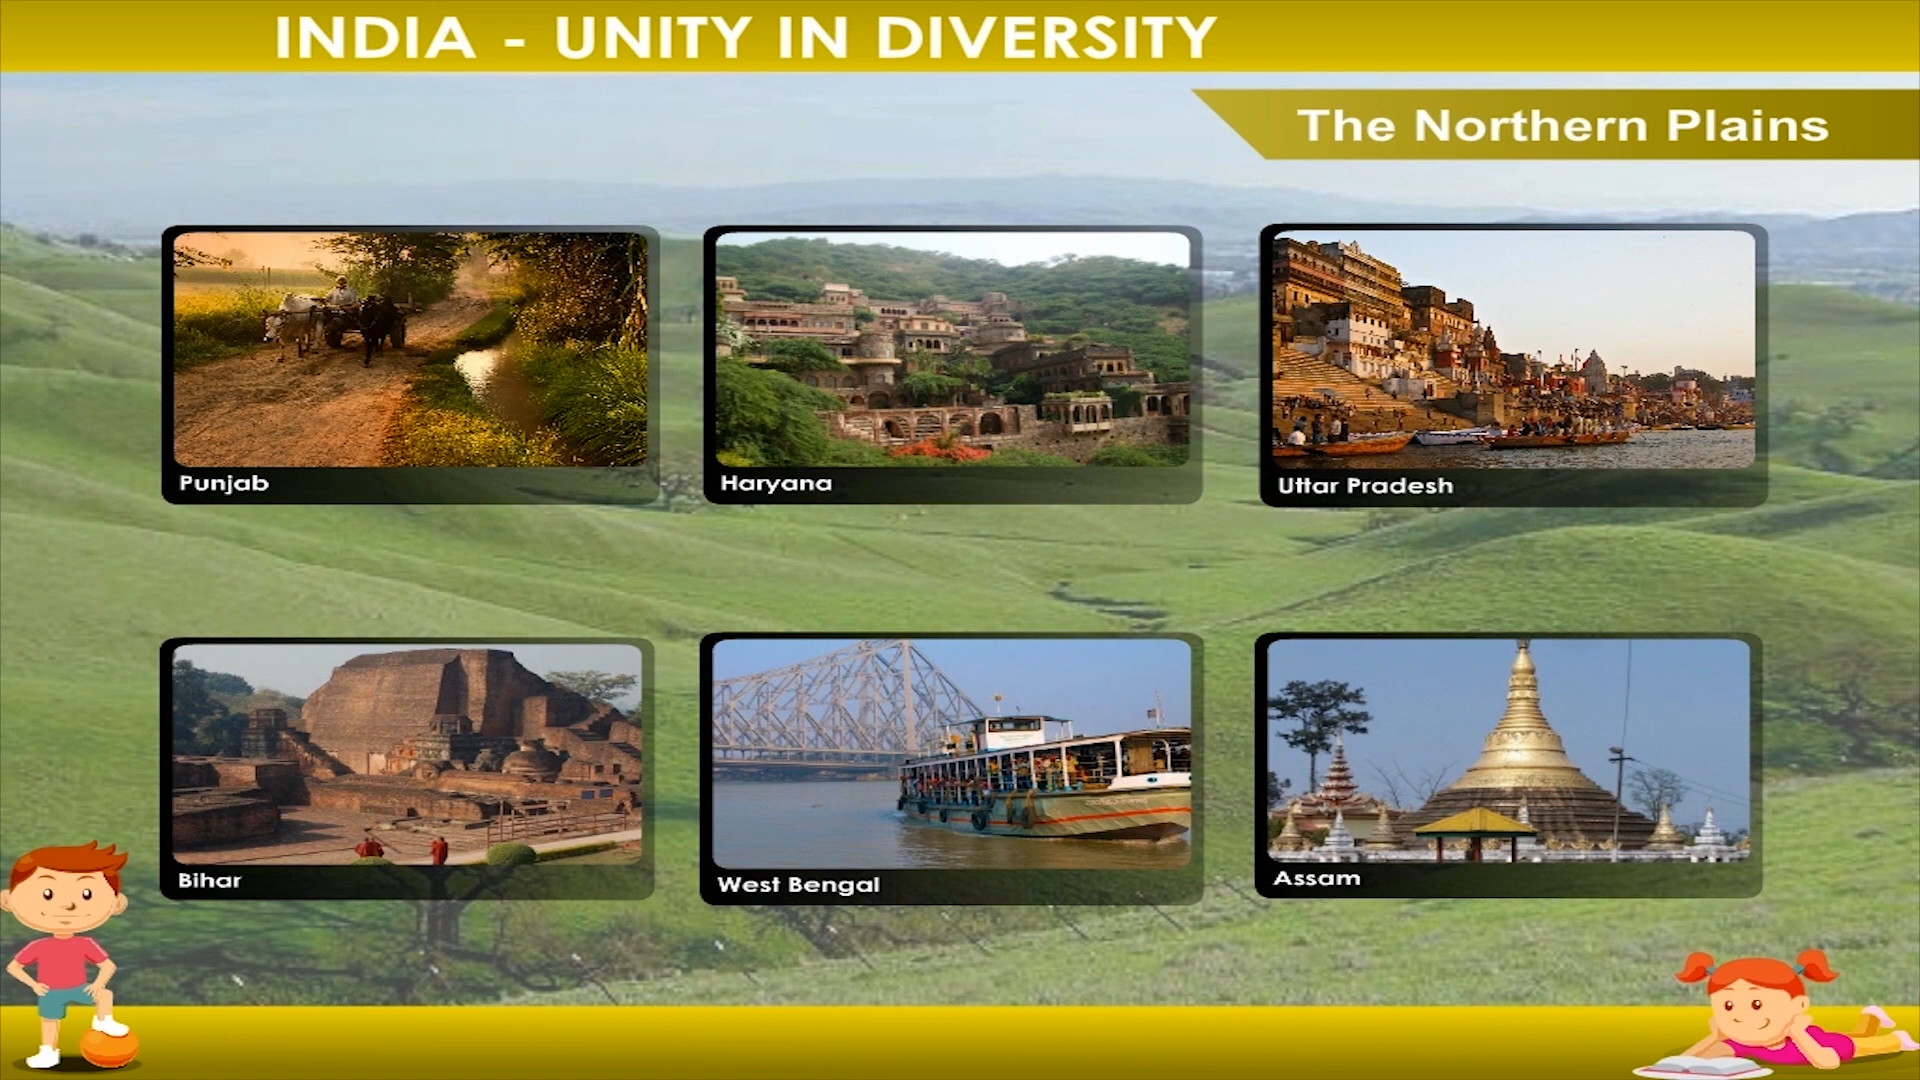 INDIA - UNITY IN DIVERSITY
The Northern Plains
Punjab
Haryana
Uttar Pradesh
Bihar
West Bengal
Assam